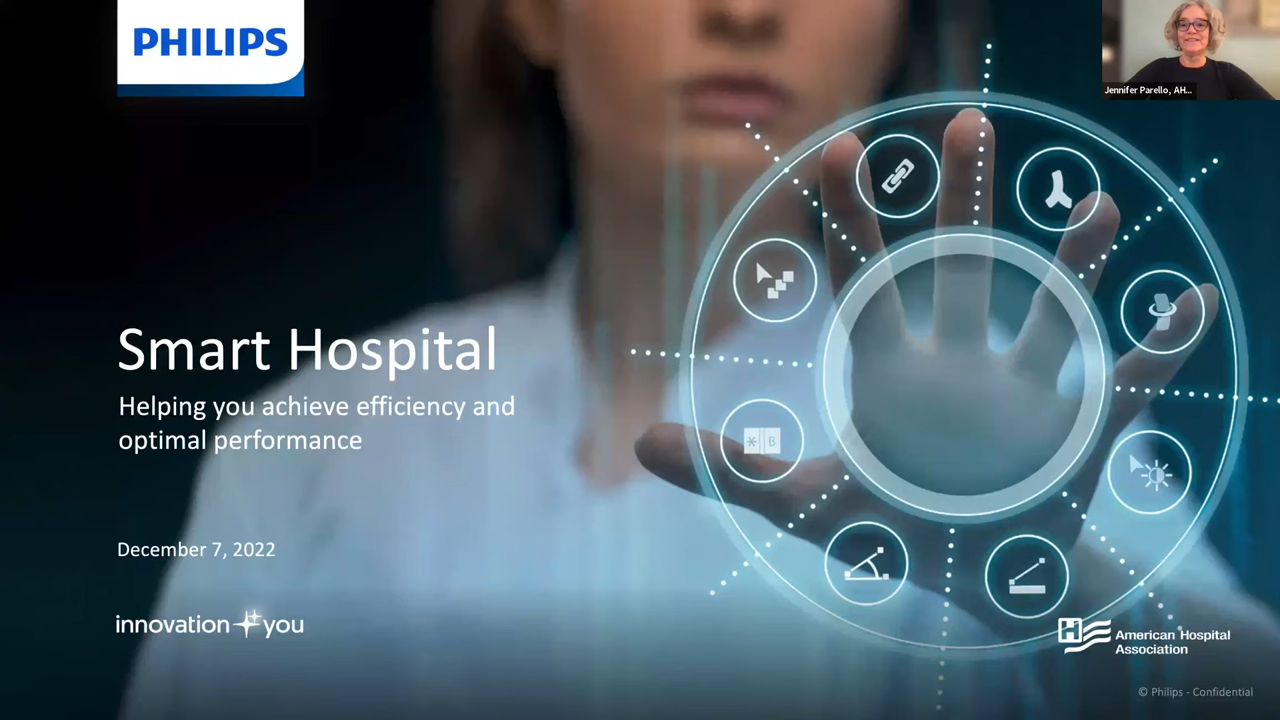 PHILIPS
Jennifer Parello, AH...
Smart Hospital
Helping you achieve efficiency and
optimal performance
December 7, 2022
innovation you
H American Hospital
Association
© Philips - Confidential
* β